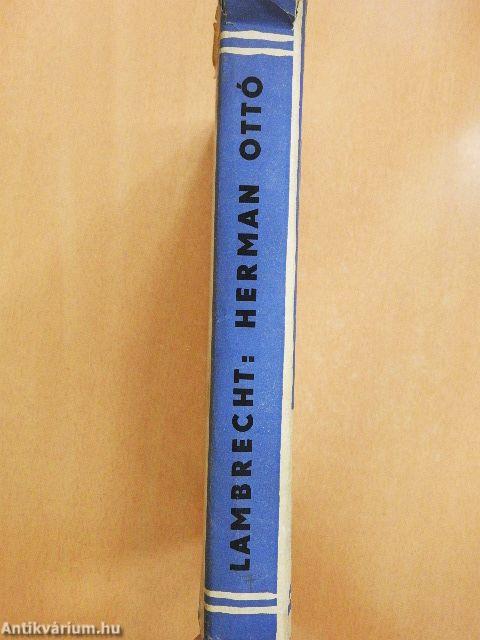 LAMBRECHT: HERMAN OTTÓ
Antikvárium.hu